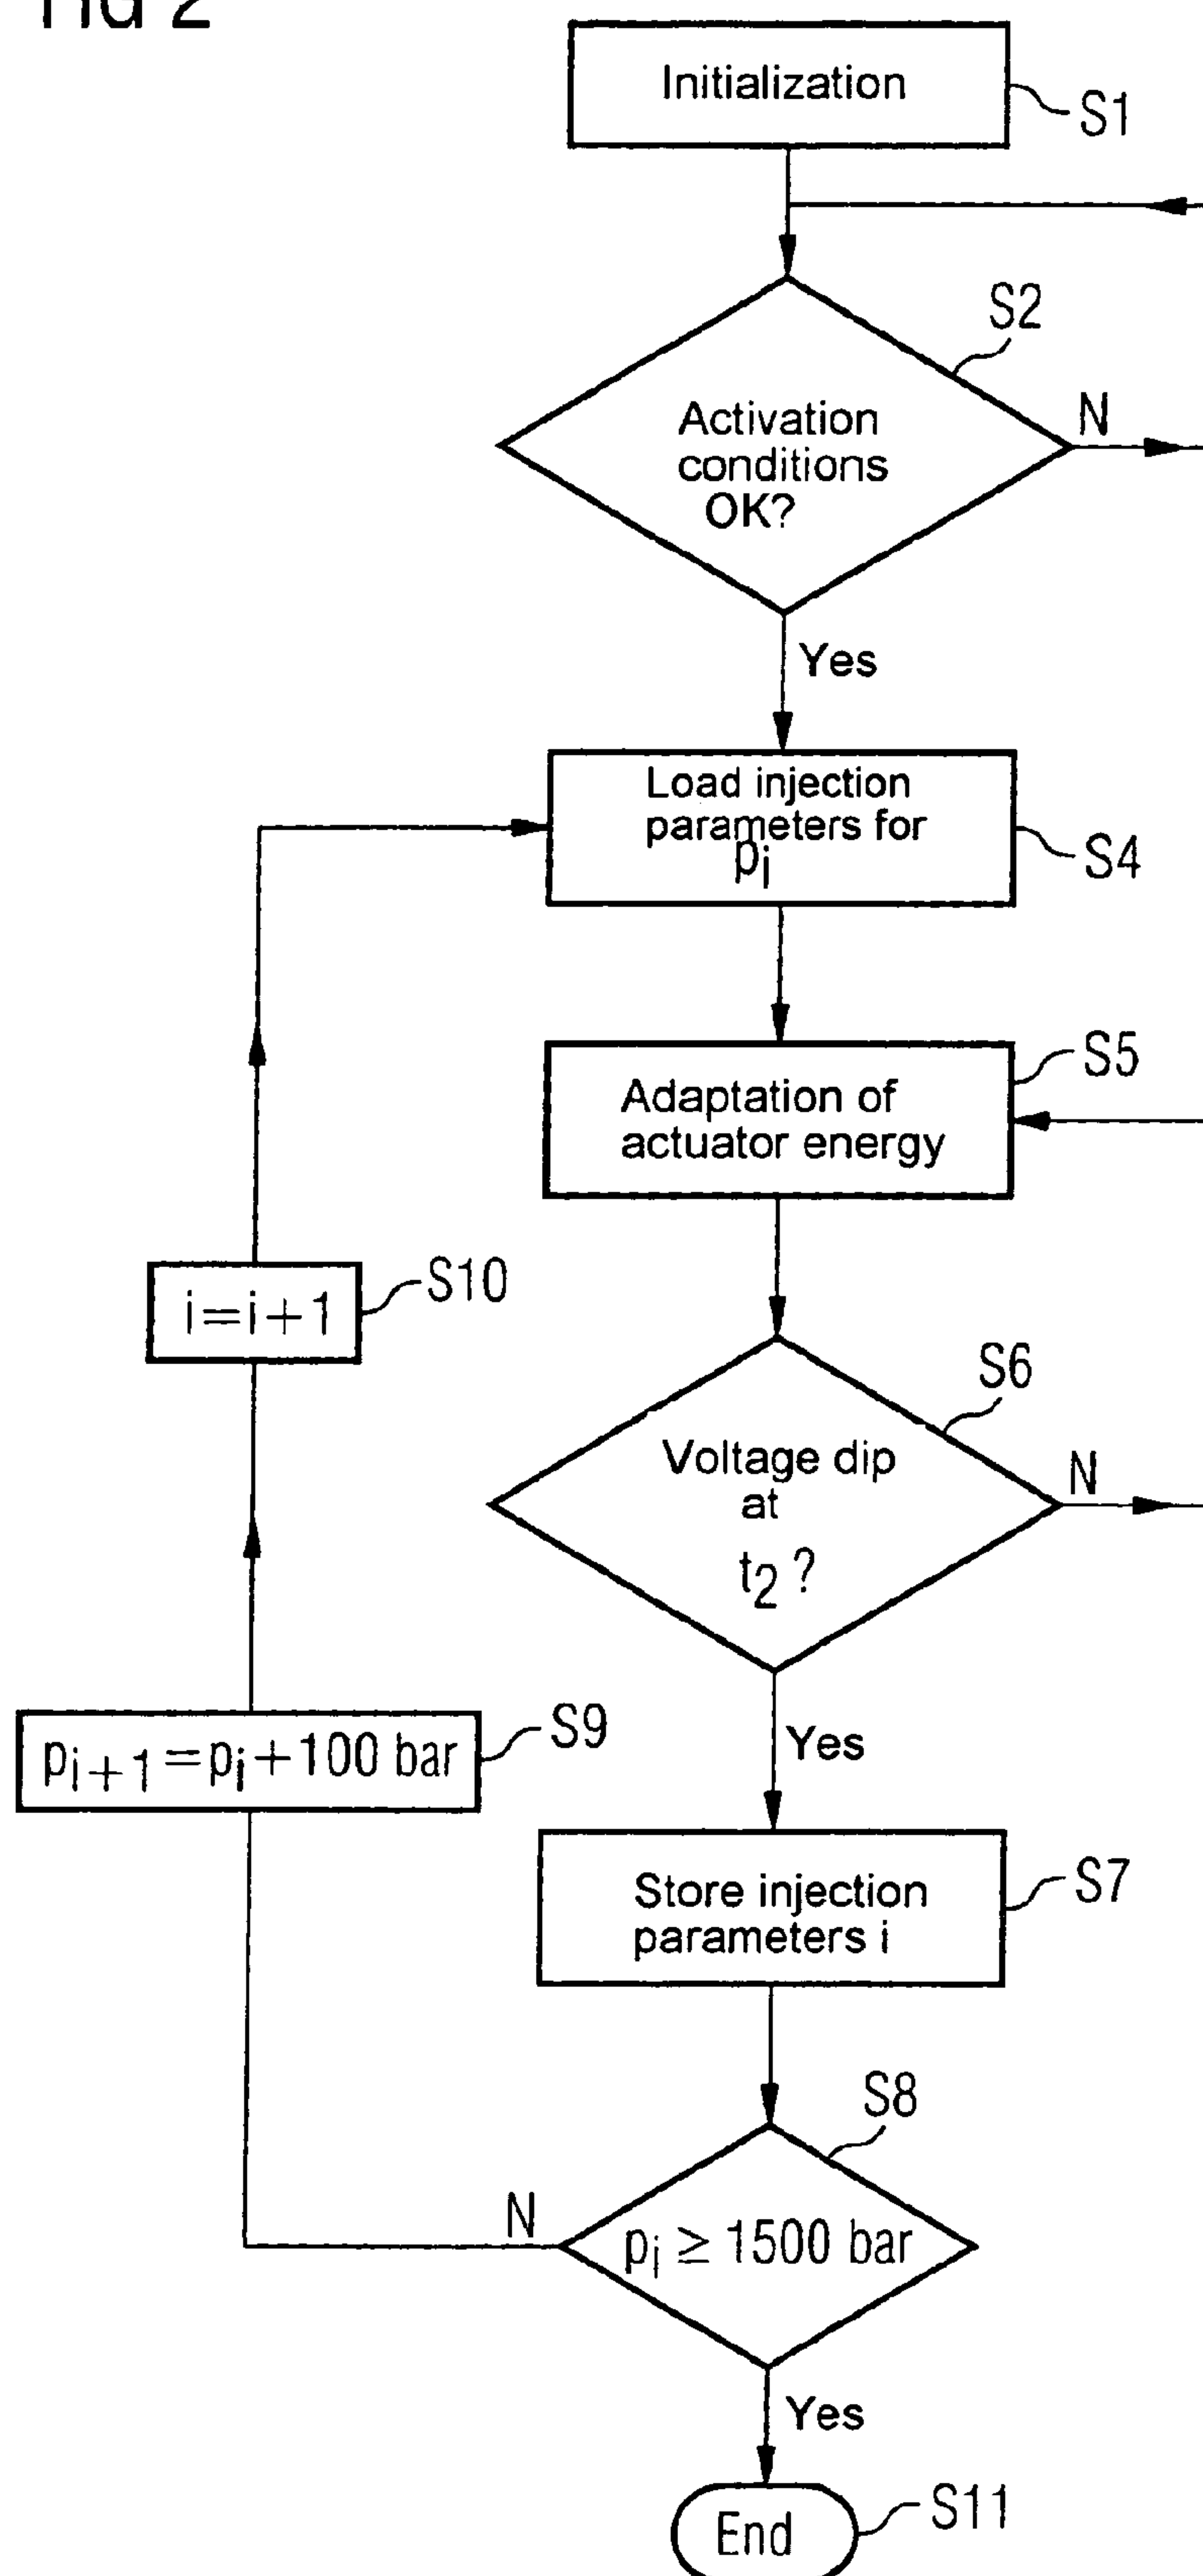 FIG 2
Initialization
S1
S2
Activation
conditions
OK?
N
Yes
Load injection
parameters for
pi
S4
Adaptation of
actuator energy
S5
i=i+1
S10
Voltage dip
at
t2 ?
S6
N
Yes
pi+1=pi+100 bar
S9
Store injection
parameters i
S7
S8
N
pi ≥ 1500 bar
Yes
End
S11